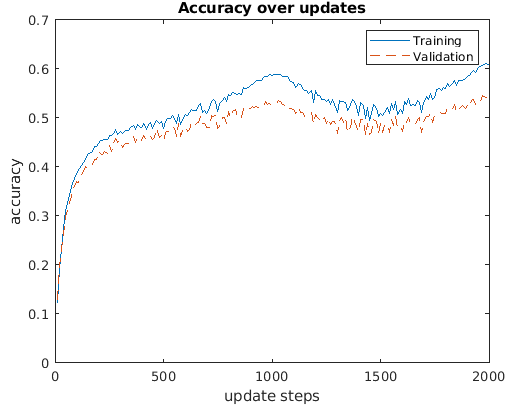 Accuracy over updates
0.7
0.6
0.5
0.4
0.3
0.2
0.1
0
accuracy
Training
Validation
0 500 1000 1500 2000
update steps